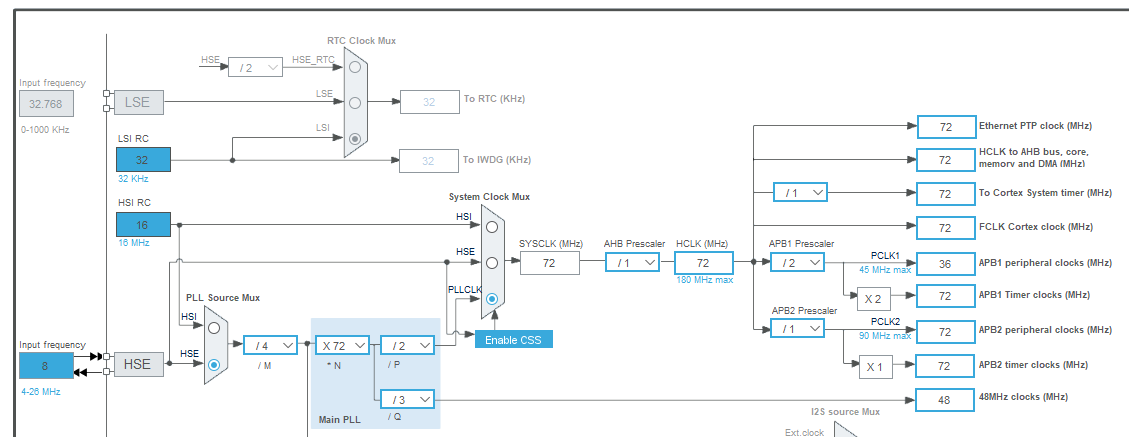 RTC Clock Mux
HSE
/ 2
HSE_RTC
Input frequency
32.768
0-1000 KHz
LSE
LSE
32
To RTC (KHz)
LSI
LSI RC
32
32 KHz
32
To IWDG (KHz)
HSI RC
16
16 MHz
System Clock Mux
HSI
HSE
PLLCLK
SYSCLK (MHz)
72
AHB Prescaler
/ 1
HCLK (MHz)
72
180 MHz max
Enable CSS
PLL Source Mux
HSI
HSE
Input frequency
8
4-26 MHz
HSE
/ 4
/ M
X 72
* N
/ 2
/ P
/ 3
/ Q
Main PLL
72
Ethernet PTP clock (MHz)
72
HCLK to AHB bus, core,
memory and DMA (MHz)
/ 1
72
To Cortex System timer (MHz)
72
FCLK Cortex clock (MHz)
APB1 Prescaler
/ 2
PCLK1
45 MHz max
36
APB1 peripheral clocks (MHz)
X 2
72
APB1 Timer clocks (MHz)
APB2 Prescaler
/ 1
PCLK2
90 MHz max
72
APB2 peripheral clocks (MHz)
X 1
72
APB2 timer clocks (MHz)
48
48MHz clocks (MHz)
I2S source Mux
Ext.clock